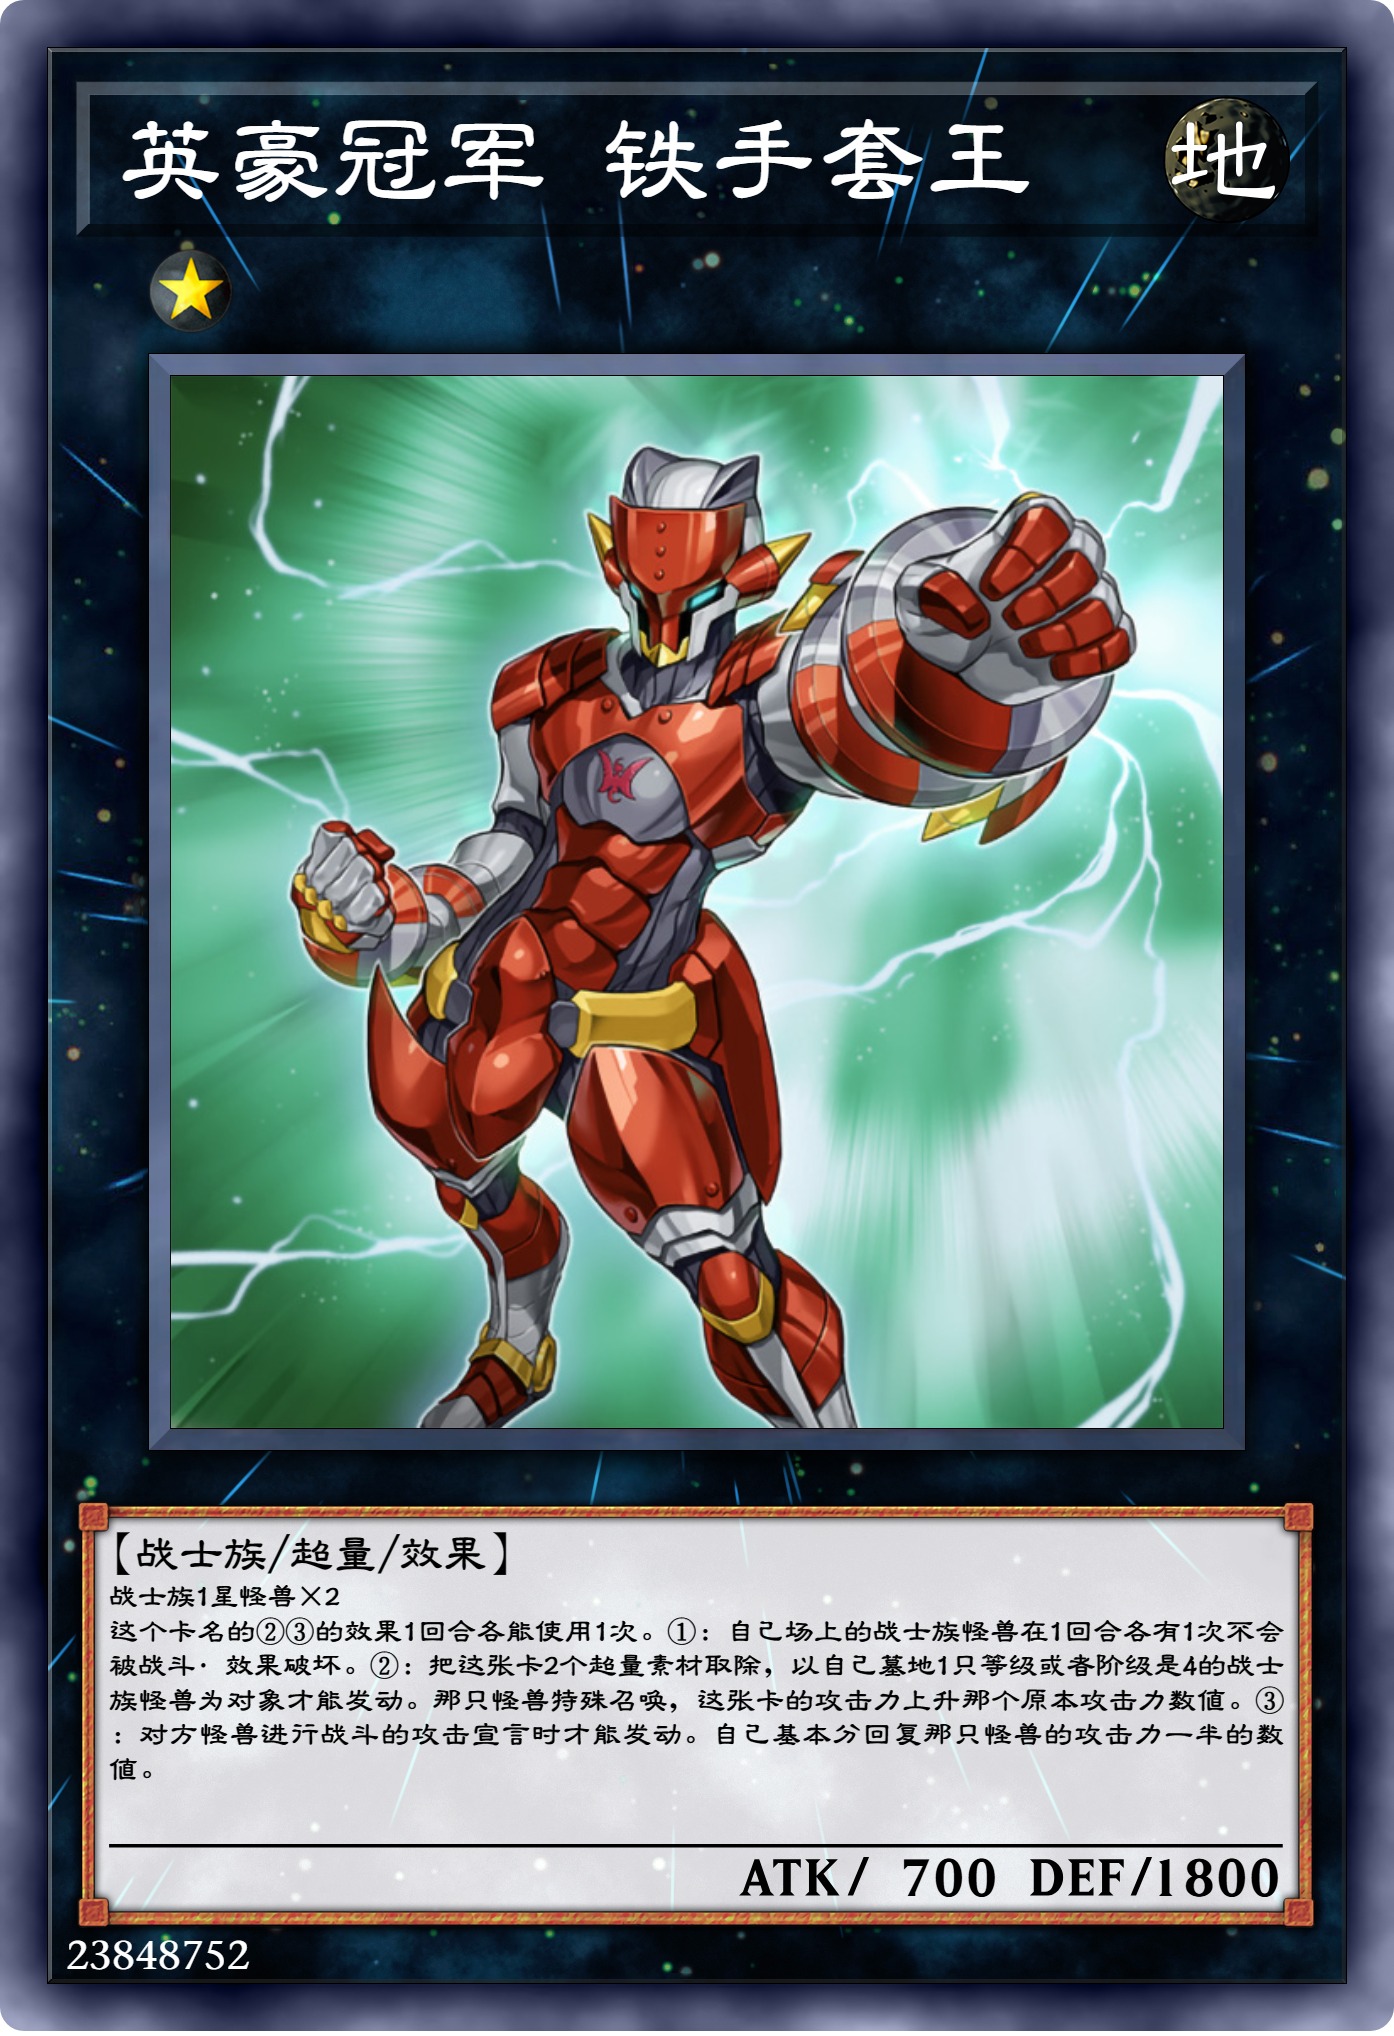 英豪冠军 铁手套王
地
【战士族/超量/效果】
战士族1星怪兽×2
这个卡名的②③的效果1回合各能使用1次。①：自己场上的战士族怪兽在1回合各有1次不会
被战斗·效果破坏。②：把这张卡2个超量素材取除，以自己墓地1只等级或者阶级是4的战士
族怪兽为对象才能发动。那只怪兽特殊召唤，这张卡的攻击力上升那个原本攻击力数值。③
：对方怪兽进行战斗的攻击宣言时才能发动。自己基本分回复那只怪兽的攻击力一半的数
值。
ATK/ 700 DEF/1800
23848752